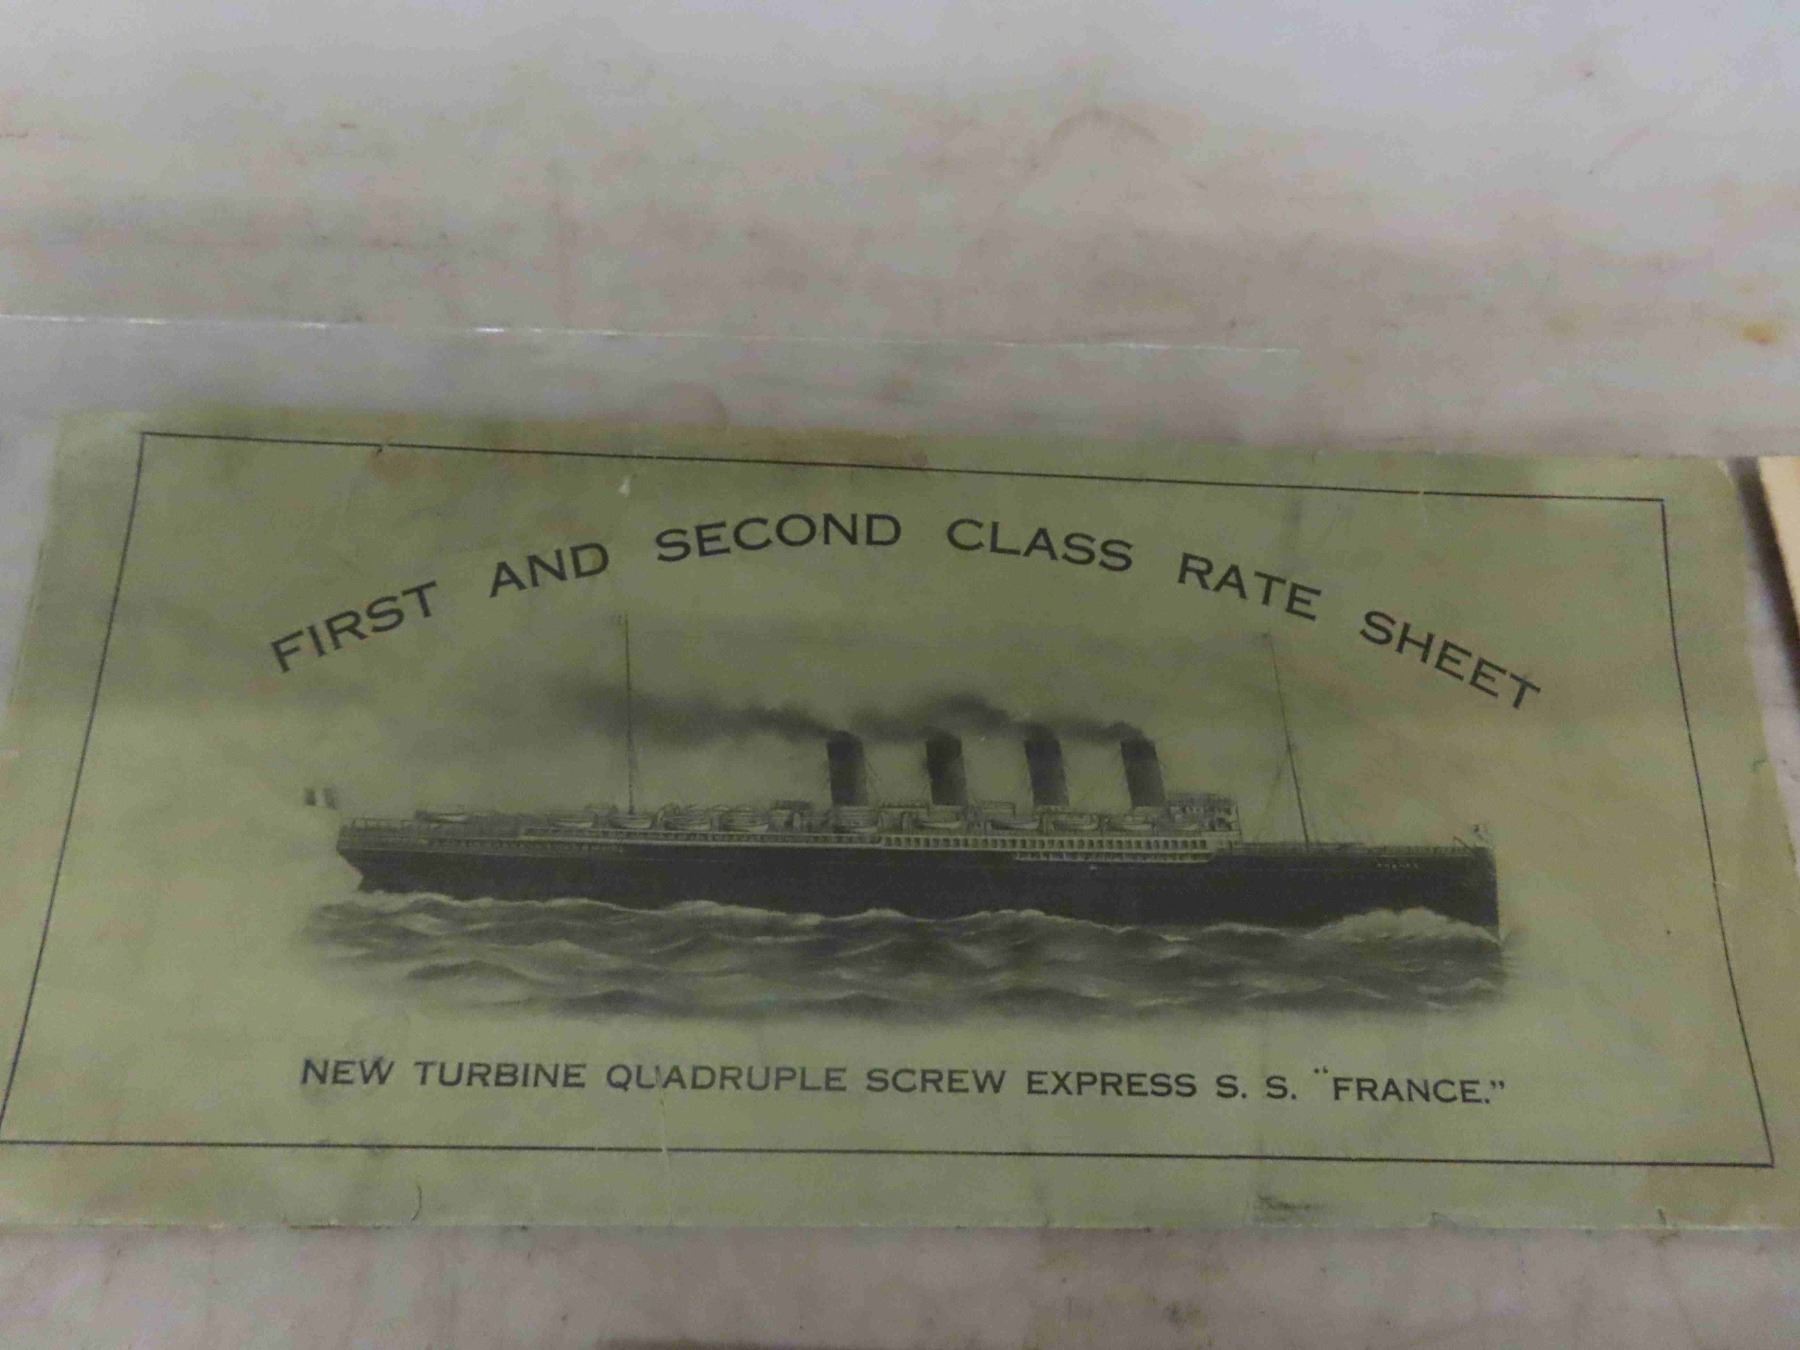 FIRST AND SECOND CLASS RATE SHEET
NEW TURBINE QUADRUPLE SCREW EXPRESS S. S. "FRANCE."